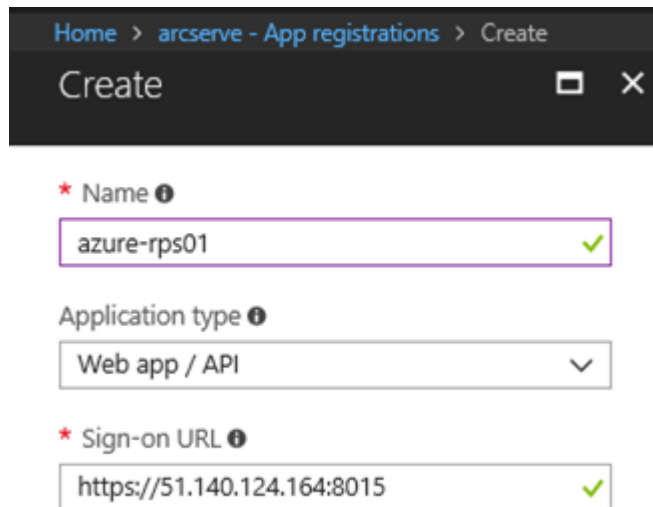 Home > arcserve - App registrations > Create
Create
* Name
azure-rps01
Application type
Web app / API
* Sign-on URL
https://51.140.124.164:8015